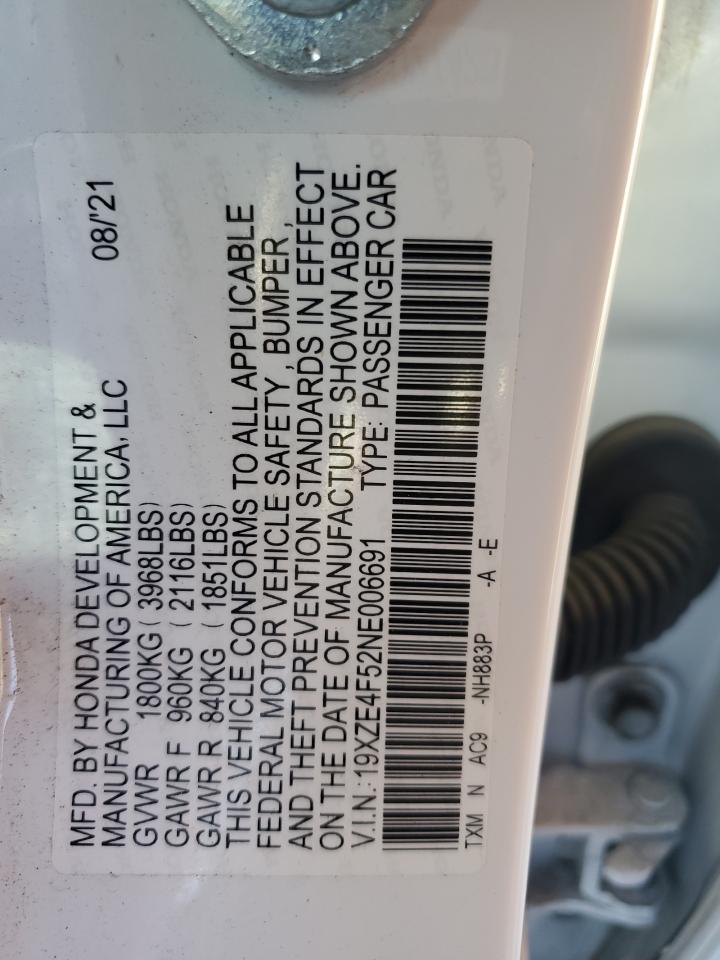 MFD. BY HONDA DEVELOPMENT & 08/'21
MANUFACTURING OF AMERICA, LLC
GVWR 1800KG ( 3968LBS)
GAWR F 960KG ( 2116LBS)
GAWR R 840KG ( 1851LBS)
THIS VEHICLE CONFORMS TO ALL APPLICABLE
FEDERAL MOTOR VEHICLE SAFETY , BUMPER ,
AND THEFT PREVENTION STANDARDS IN EFFECT
ON THE DATE OF MANUFACTURE SHOWN ABOVE.
V.I.N.: 19XZE4F52NE006691 TYPE: PASSENGER CAR
TXM N AC9 -NH883P -A -E